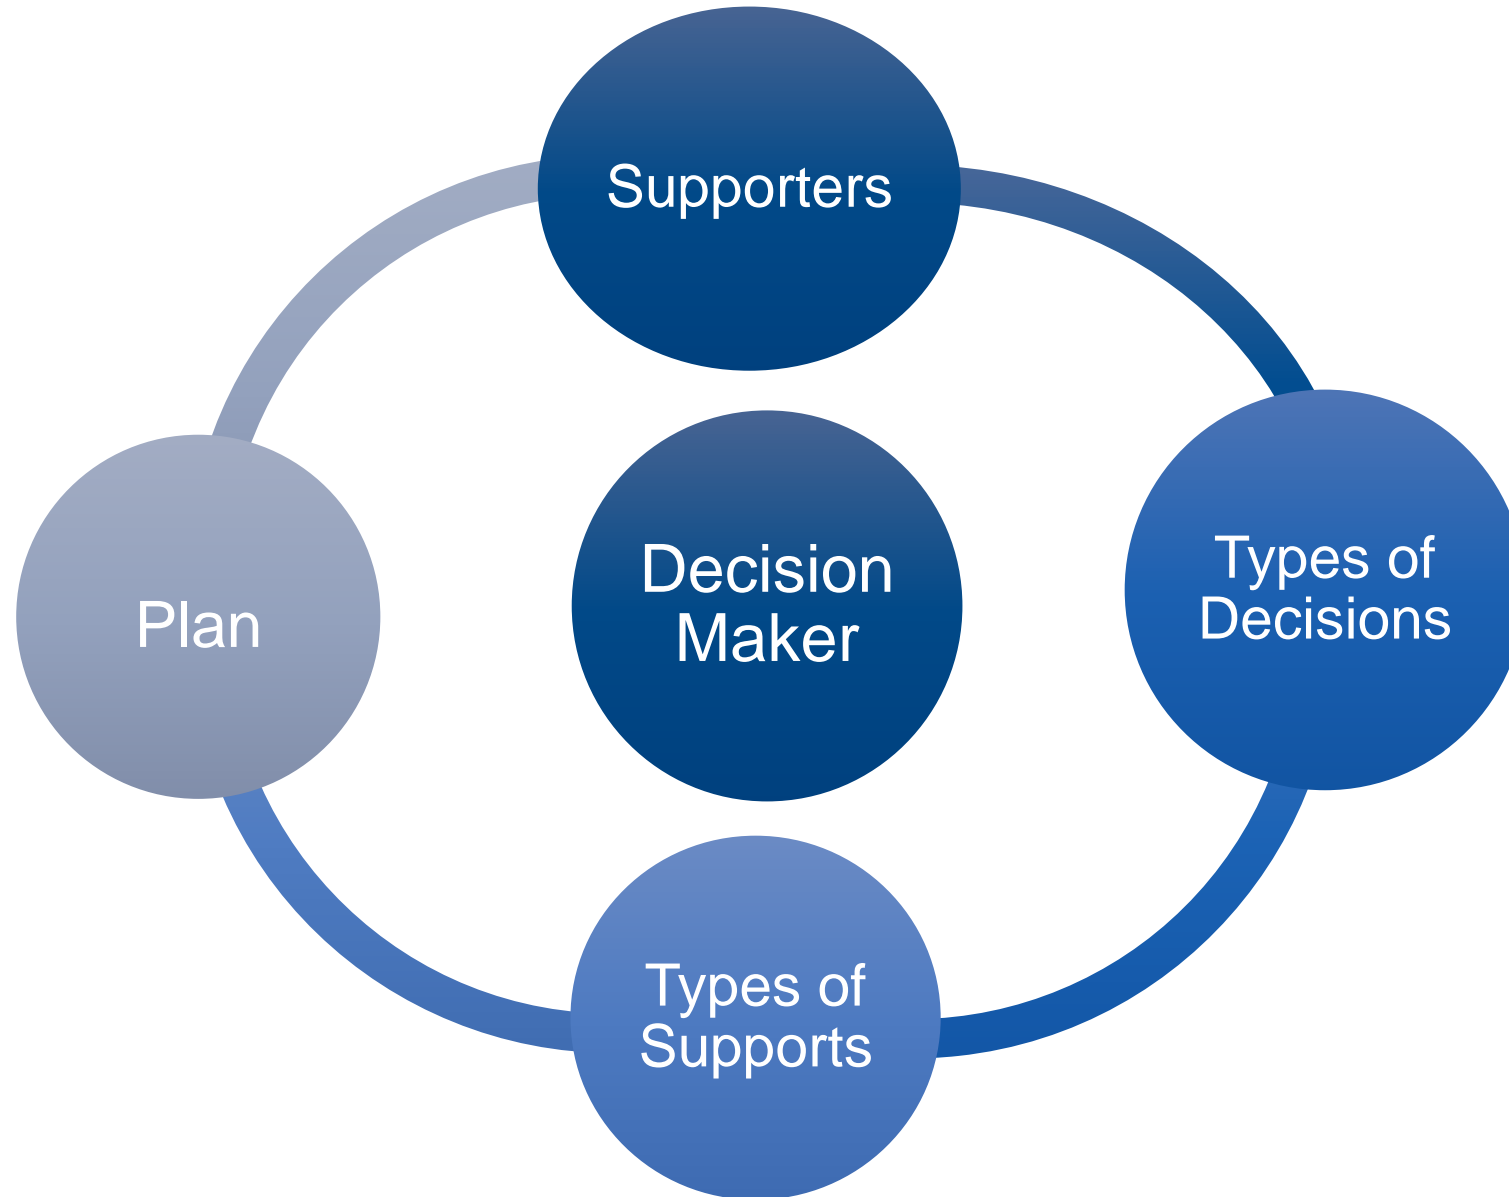 Supporters
Decision
Maker
Types of
Decisions
Plan
Types of
Supports